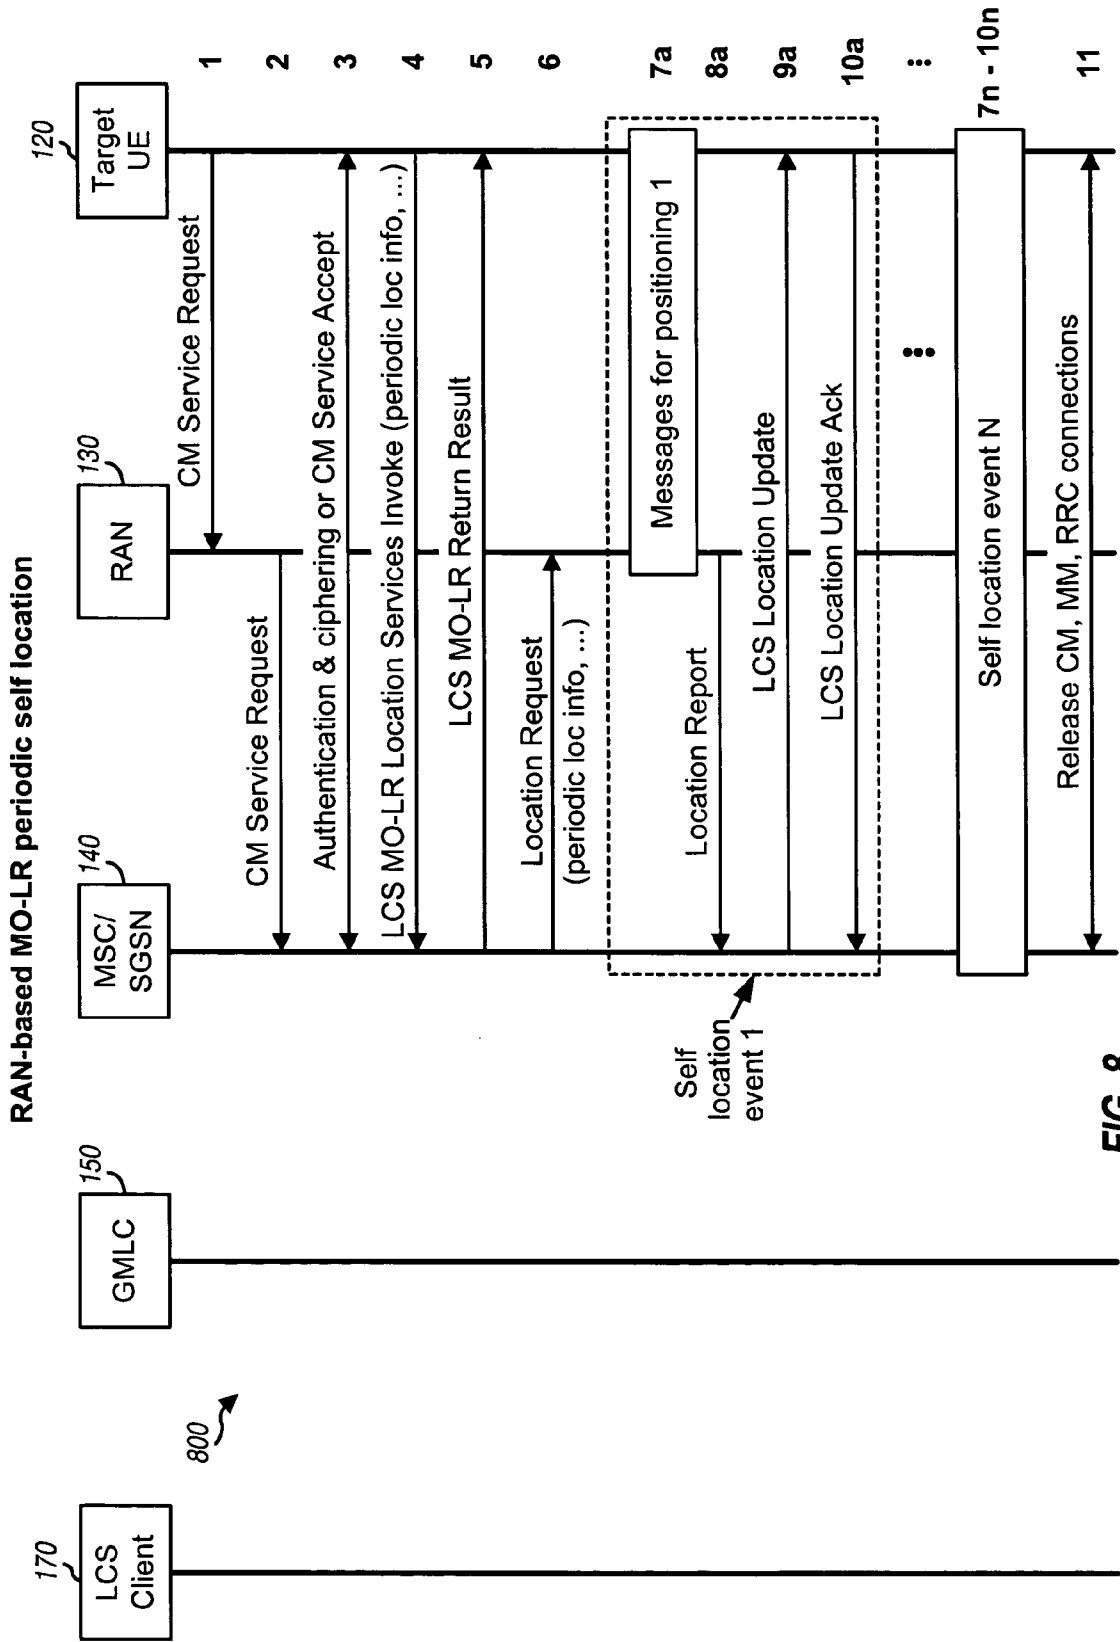 RAN-based MO-LR periodic self location
170
LCS
Client
150
GMLC
140
MSC/
SGSN
130
RAN
120
Target
UE
800
CM Service Request
1
CM Service Request
2
Authentication & ciphering or CM Service Accept
3
LCS MO-LR Location Services Invoke (periodic loc info, ...)
4
LCS MO-LR Return Result
5
Location Request
(periodic loc info, ...)
6
Self
location
event 1
Messages for positioning 1
7a
Location Report
8a
LCS Location Update
9a
LCS Location Update Ack
10a
⋮
⋮
Self location event N
7n - 10n
Release CM, MM, RRC connections
11
FIG. 8